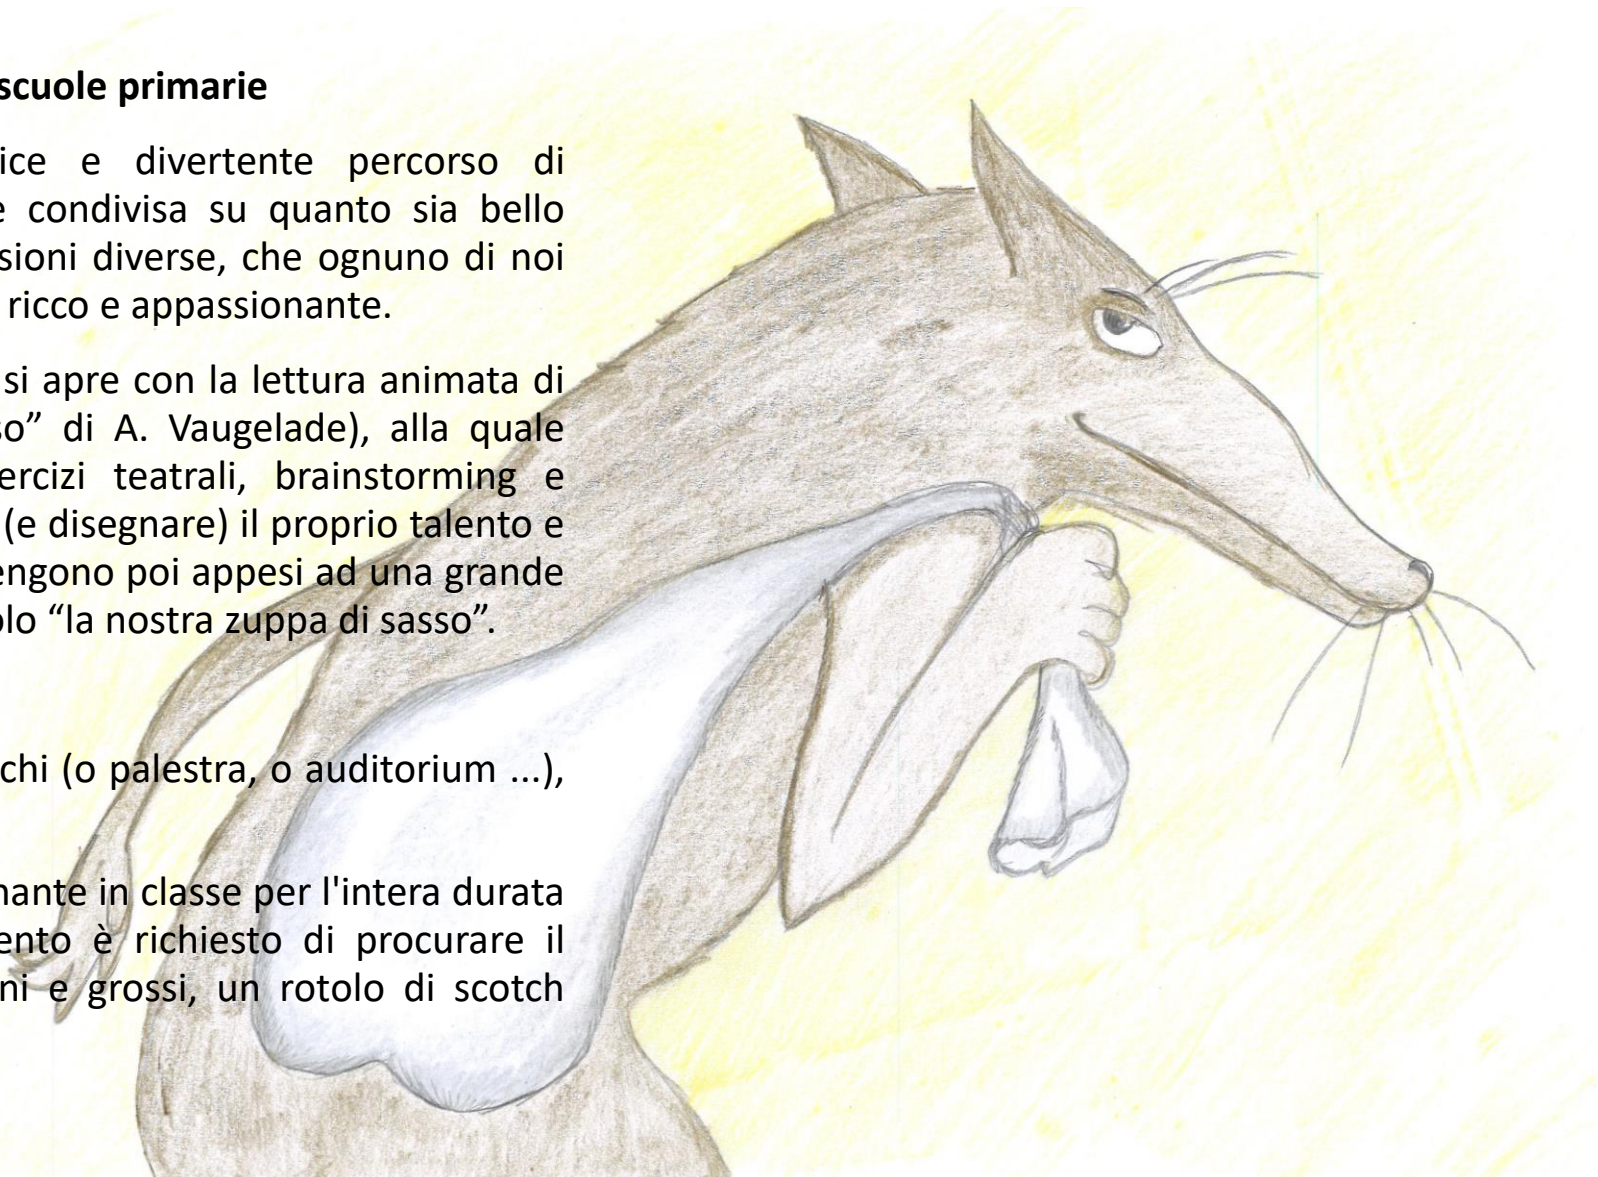 scuole primarie
ice e divertente percorso di
e condivisa su quanto sia bello
sioni diverse, che ognuno di noi
ricco e appassionante.
si apre con la lettura animata di
so” di A. Vaugelade), alla quale
ercizi teatrali, brainstorming e
(e disegnare) il proprio talento e
engono poi appesi ad una grande
olo “la nostra zuppa di sasso”.
chi (o palestra, o auditorium ...),
nante in classe per l'intera durata
ento è richiesto di procurare il
ni e grossi, un rotolo di scotch